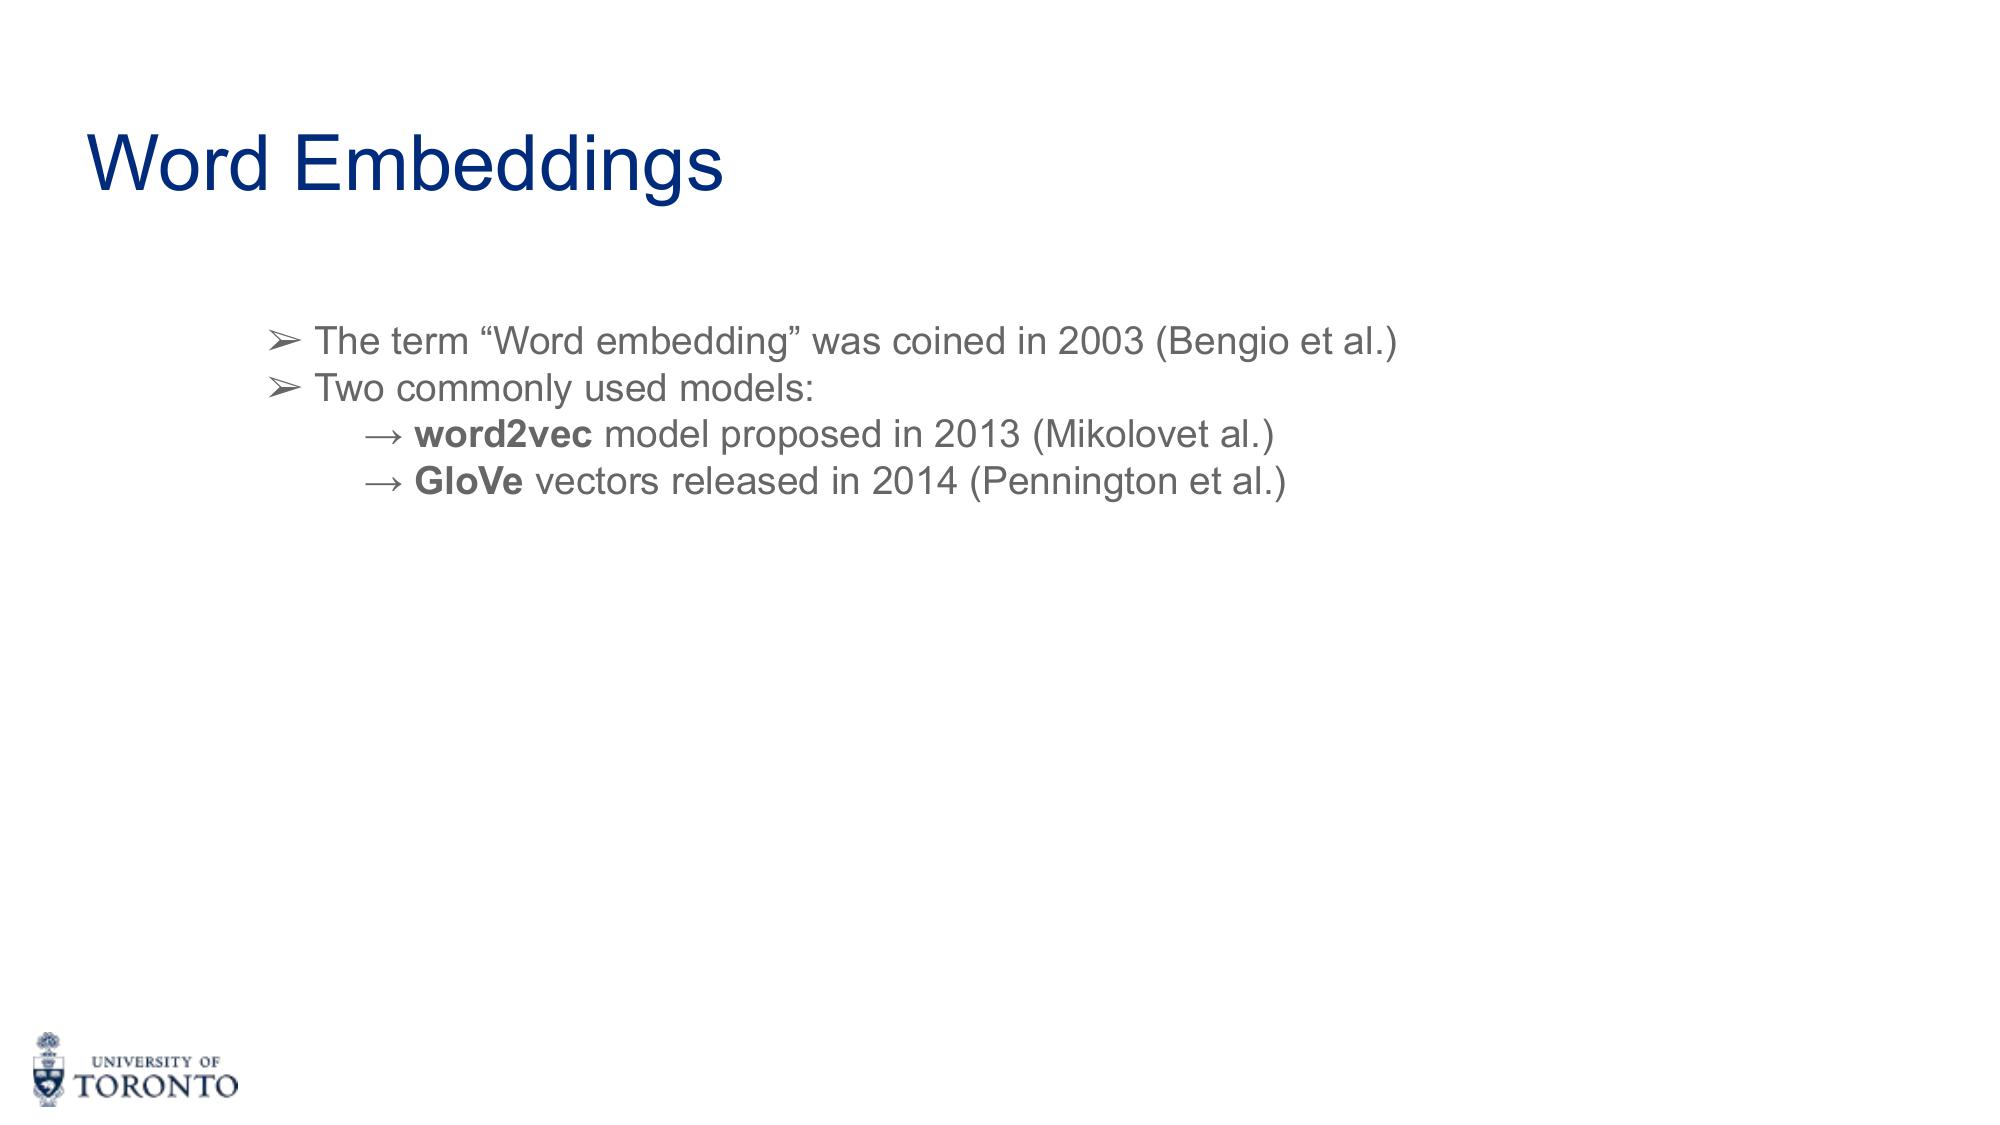 Word Embeddings
➢ The term “Word embedding” was coined in 2003 (Bengio et al.)
➢ Two commonly used models:
→ word2vec model proposed in 2013 (Mikolovet al.)
→ GloVe vectors released in 2014 (Pennington et al.)
UNIVERSITY OF
TORONTO